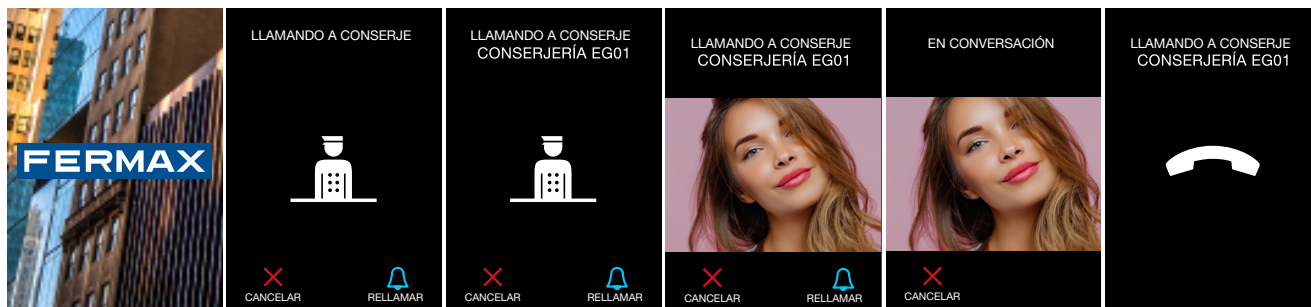 FERMAX
LLAMANDO A CONSERJE
CANCELAR
RELLAMAR
LLAMANDO A CONSERJE
CONSERJERÍA EG01
CANCELAR
RELLAMAR
LLAMANDO A CONSERJE
CONSERJERÍA EG01
CANCELAR
RELLAMAR
EN CONVERSACIÓN
CANCELAR
LLAMANDO A CONSERJE
CONSERJERÍA EG01